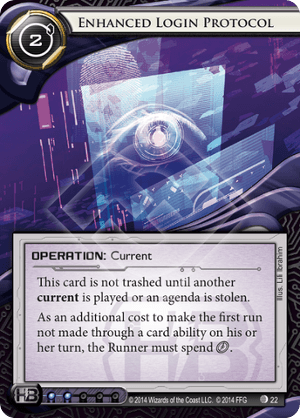 2
Enhanced Login Protocol
OPERATION: Current
This card is not trashed until another
current is played or an agenda is stolen.
As an additional cost to make the first run
not made through a card ability on his or
her turn, the Runner must spend .
Illus. Lili Ibrahim
HB
© 2014 Wizards of the Coast LLC. © 2014 FFG
22